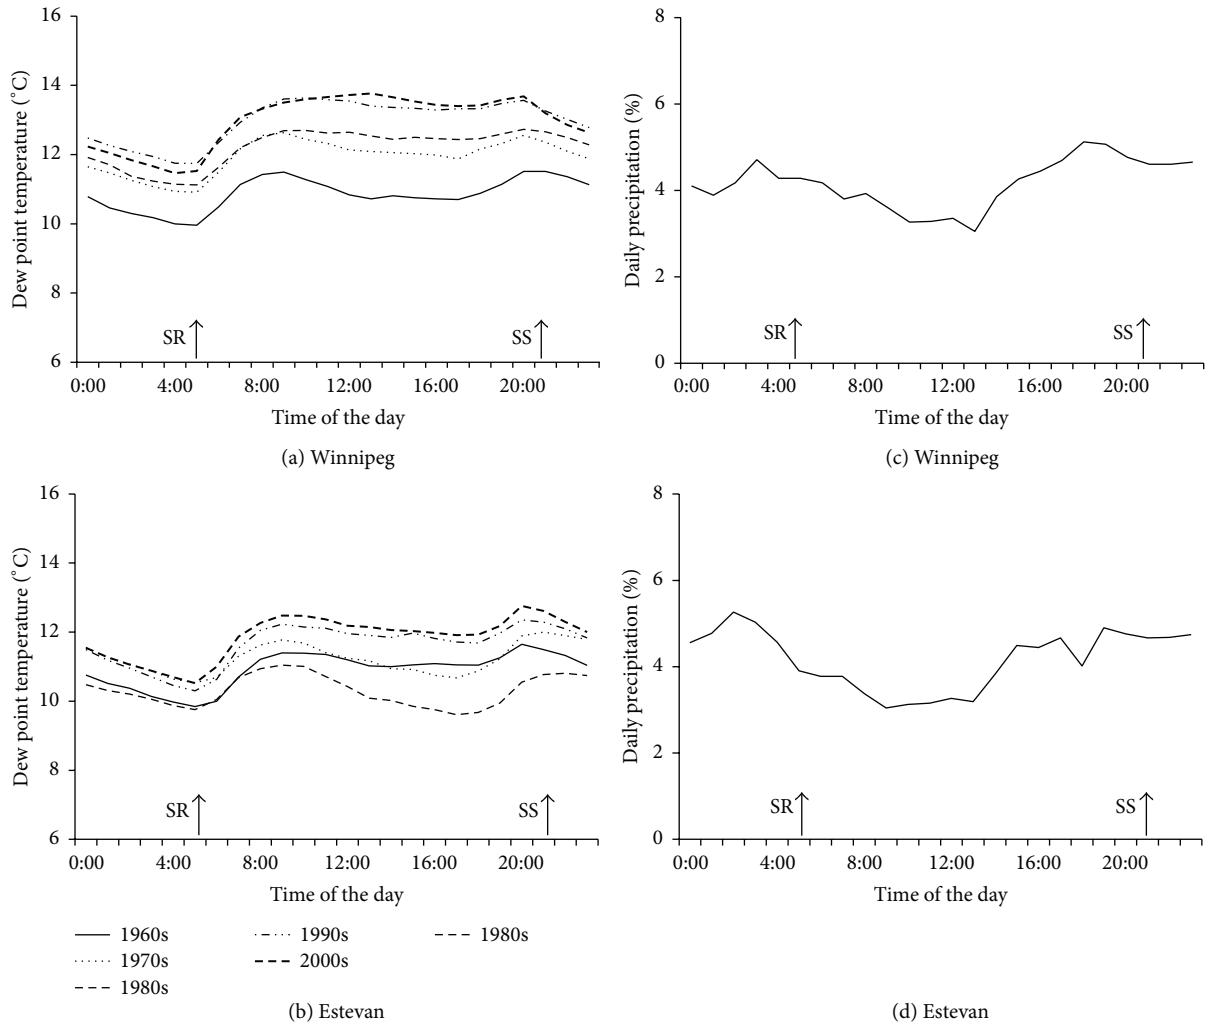 16
14
12
10
8
6
Dew point temperature (°C)
SR
SS
0:00 4:00 8:00 12:00 16:00 20:00
Time of the day
(a) Winnipeg
8
6
4
2
0
Daily precipitation (%)
SR
SS
0:00 4:00 8:00 12:00 16:00 20:00
Time of the day
(c) Winnipeg
16
14
12
10
8
6
Dew point temperature (°C)
SR
SS
0:00 4:00 8:00 12:00 16:00 20:00
Time of the day
1960s
1970s
1980s
1990s
2000s
1980s
(b) Estevan
8
6
4
2
0
Daily precipitation (%)
SR
SS
0:00 4:00 8:00 12:00 16:00 20:00
Time of the day
(d) Estevan